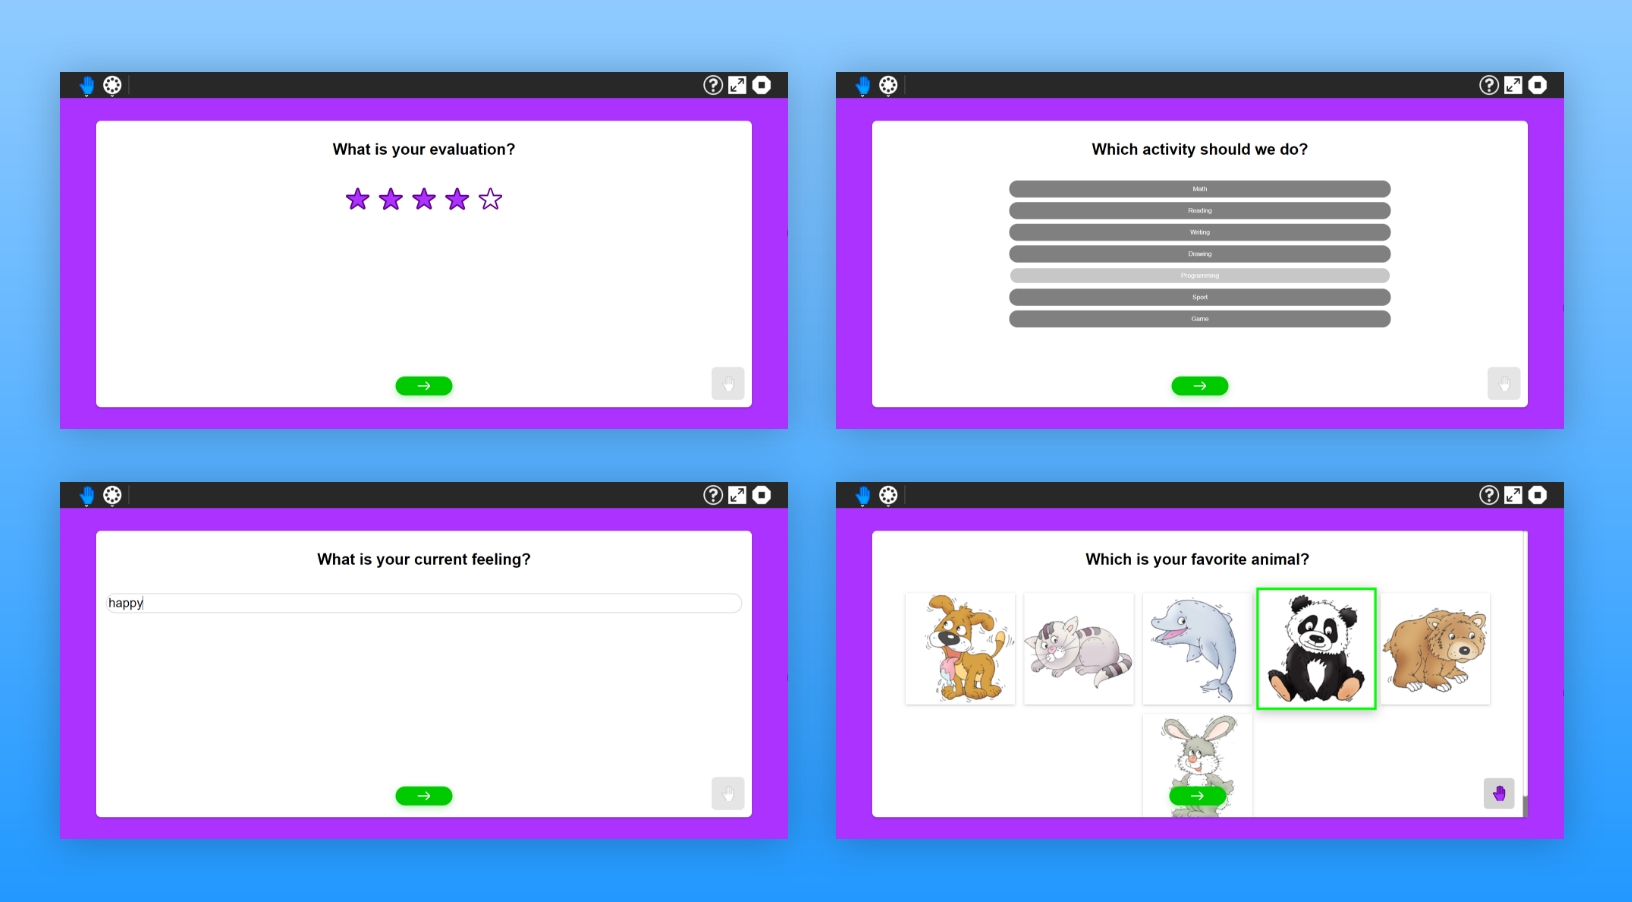 What is your evaluation?
Which activity should we do?
Math
Reading
Writing
Drawing
Programming
Sport
Game
What is your current feeling?
happy
Which is your favorite animal?